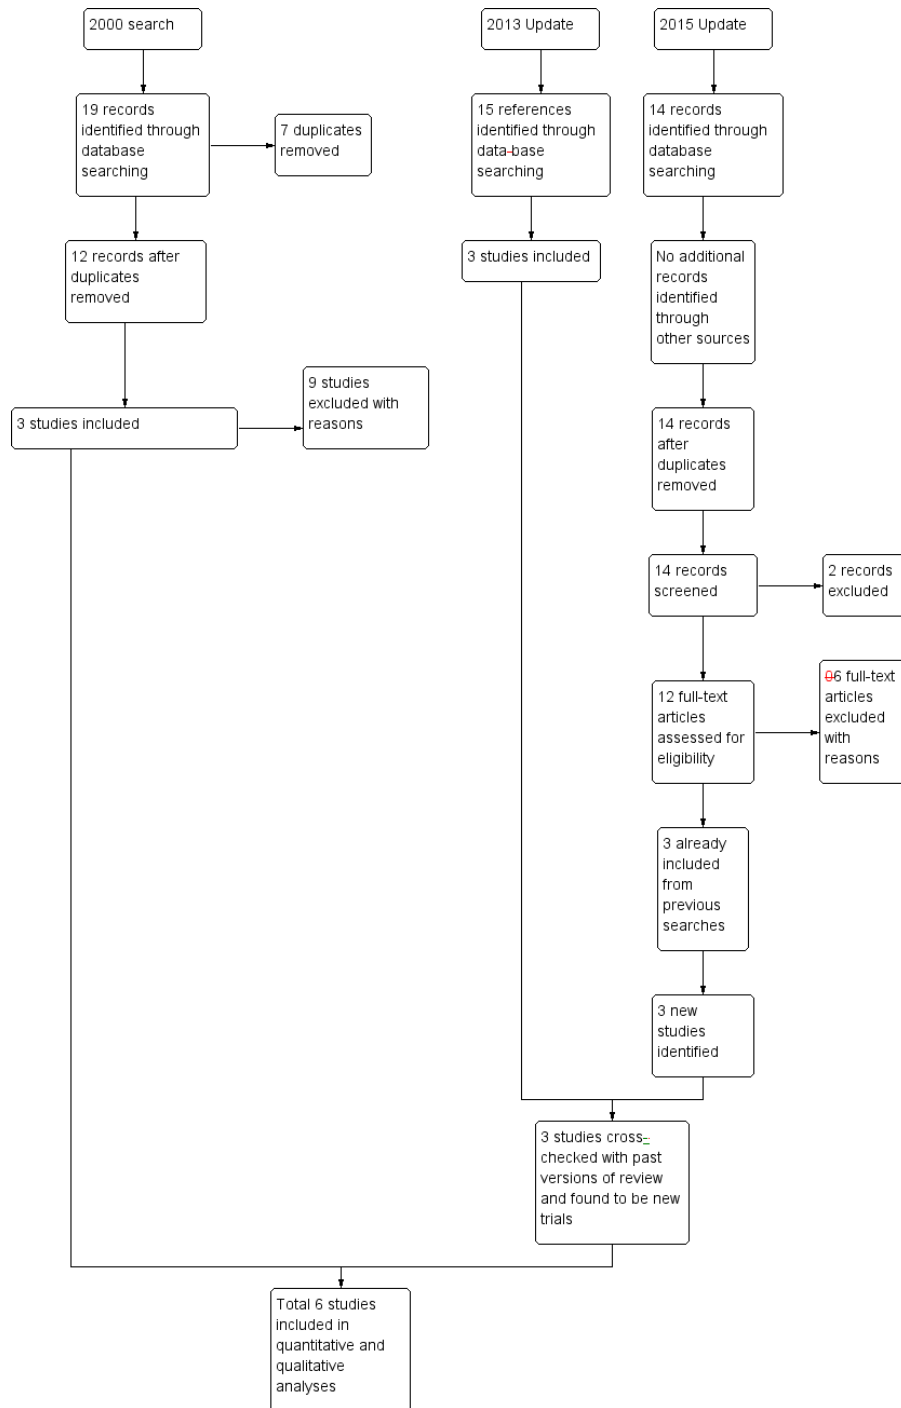 2000 search
19 records
identified through
database
searching
7 duplicates
removed
12 records after
duplicates
removed
3 studies included
9 studies
excluded with
reasons
2013 Update
15 references
identified through
data-base
searching
3 studies included
2015 Update
14 records
identified through
database
searching
No additional
records
identified
through
other sources
14 records
after
duplicates
removed
14 records
screened
2 records
excluded
12 full-text
articles
assessed for
eligibility
06 full-text
articles
excluded
with
reasons
3 already
included
from
previous
searches
3 new
studies
identified
3 studies cross-
checked with past
versions of review
and found to be new
trials
Total 6 studies
included in
quantitative and
qualitative
analyses